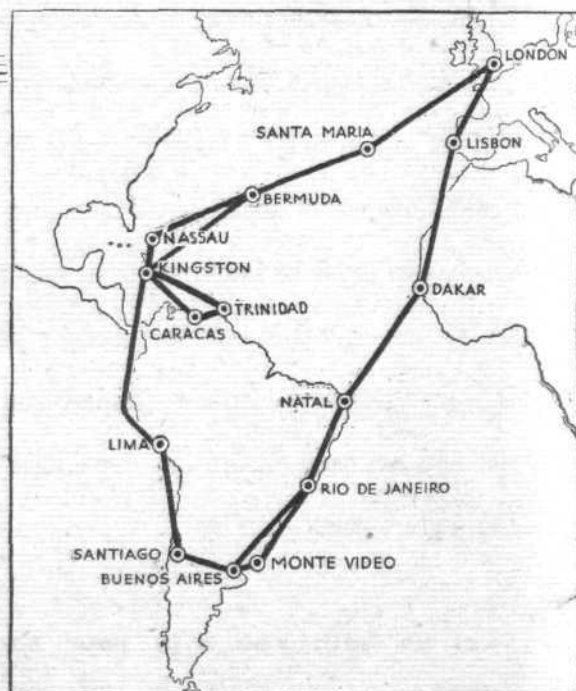 LONDON
SANTA MARIA
LISBON
BERMUDA
NASSAU
KINGSTON
TRINIDAD
CARACAS
DAKAR
NATAL
LIMA
RIO DE JANEIRO
SANTIAGO
MONTE VIDEO
BUENOS AIRES